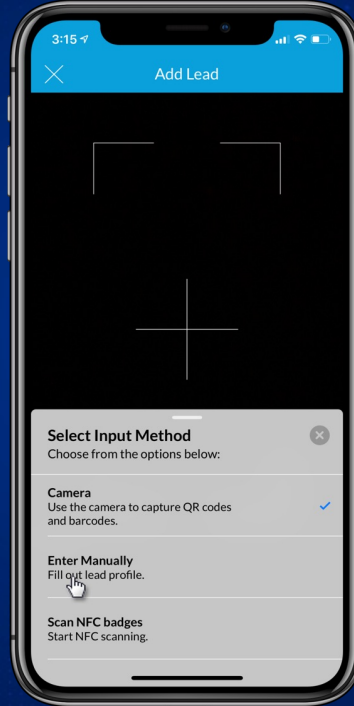 3:15
Add Lead
Select Input Method
Choose from the options below:
Camera
Use the camera to capture QR codes
and barcodes.
Enter Manually
Fill out lead profile.
Scan NFC badges
Start NFC scanning.